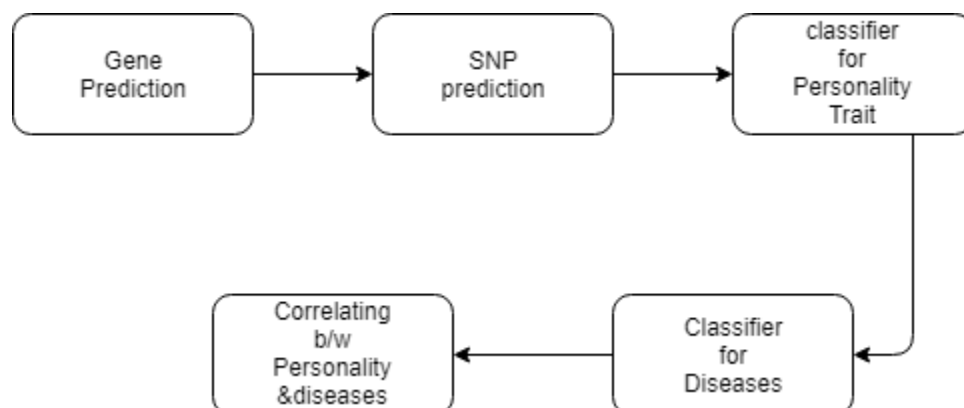 Gene
Prediction
SNP
prediction
classifier
for
Personality
Trait
Classifier
for
Diseases
Correlating
b/w
Personality
&diseases